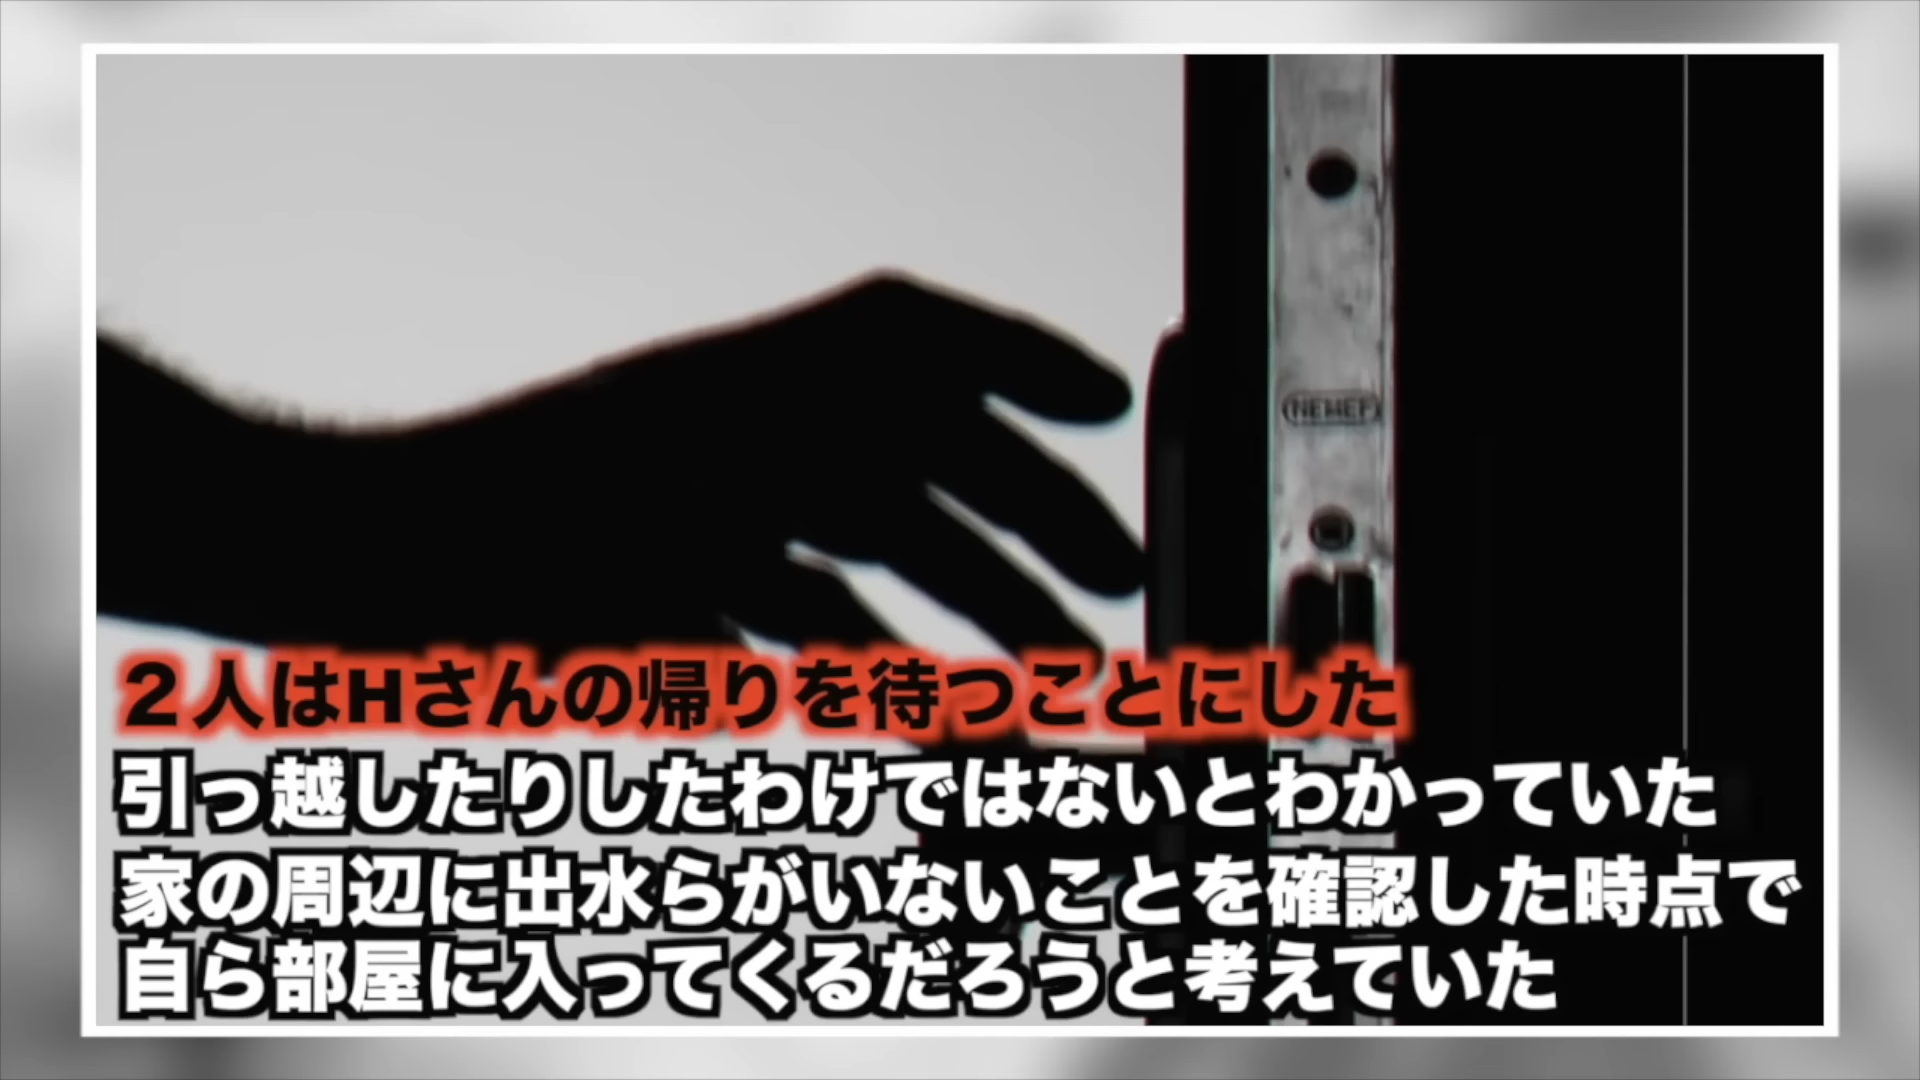 NEMEF
２人はHさんの帰りを待つことにした
引っ越したりしたわけではないとわかっていた
家の周辺に出水らがいないことを確認した時点で
自ら部屋に入ってくるだろうと考えていた